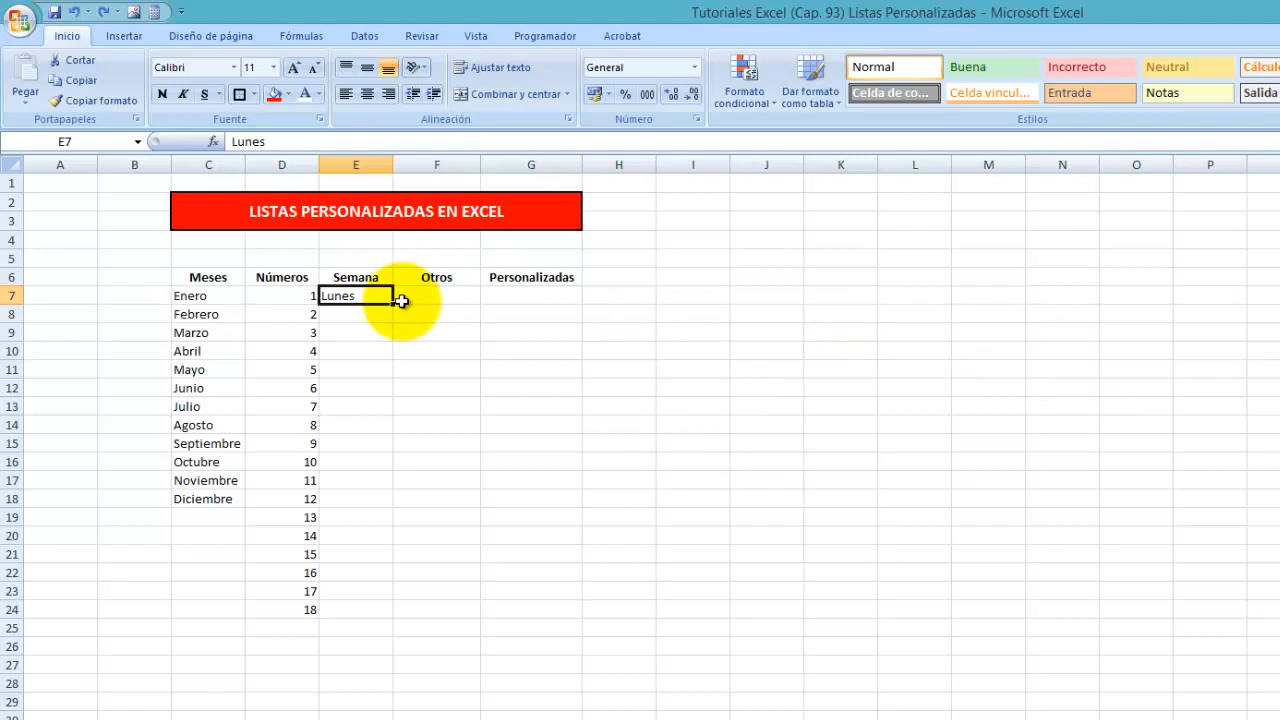 Tutoriales Excel (Cap. 93) Listas Personalizadas - Microsoft Excel
Inicio Insertar Diseño de página Fórmulas Datos Revisar Vista Programador Acrobat
Cortar
Copiar
Copiar formato
Pegar
Portapapeles
Calibri 11
N K S
Fuente
Ajustar texto
Combinar y centrar
Alineación
General
% 000
Número
Formato condicional
Dar formato como tabla
Normal Buena Incorrecto Neutral Cálculo
Celda de co... Celda vincul... Entrada Notas Salida
Estilos
E7 fx Lunes
A B C D E F G H I J K L M N O P
1
2
LISTAS PERSONALIZADAS EN EXCEL
3
4
5
6 Meses Números Semana Otros Personalizadas
7 Enero 1 Lunes
8 Febrero 2
9 Marzo 3
10 Abril 4
11 Mayo 5
12 Junio 6
13 Julio 7
14 Agosto 8
15 Septiembre 9
16 Octubre 10
17 Noviembre 11
18 Diciembre 12
19 13
20 14
21 15
22 16
23 17
24 18
25
26
27
28
29